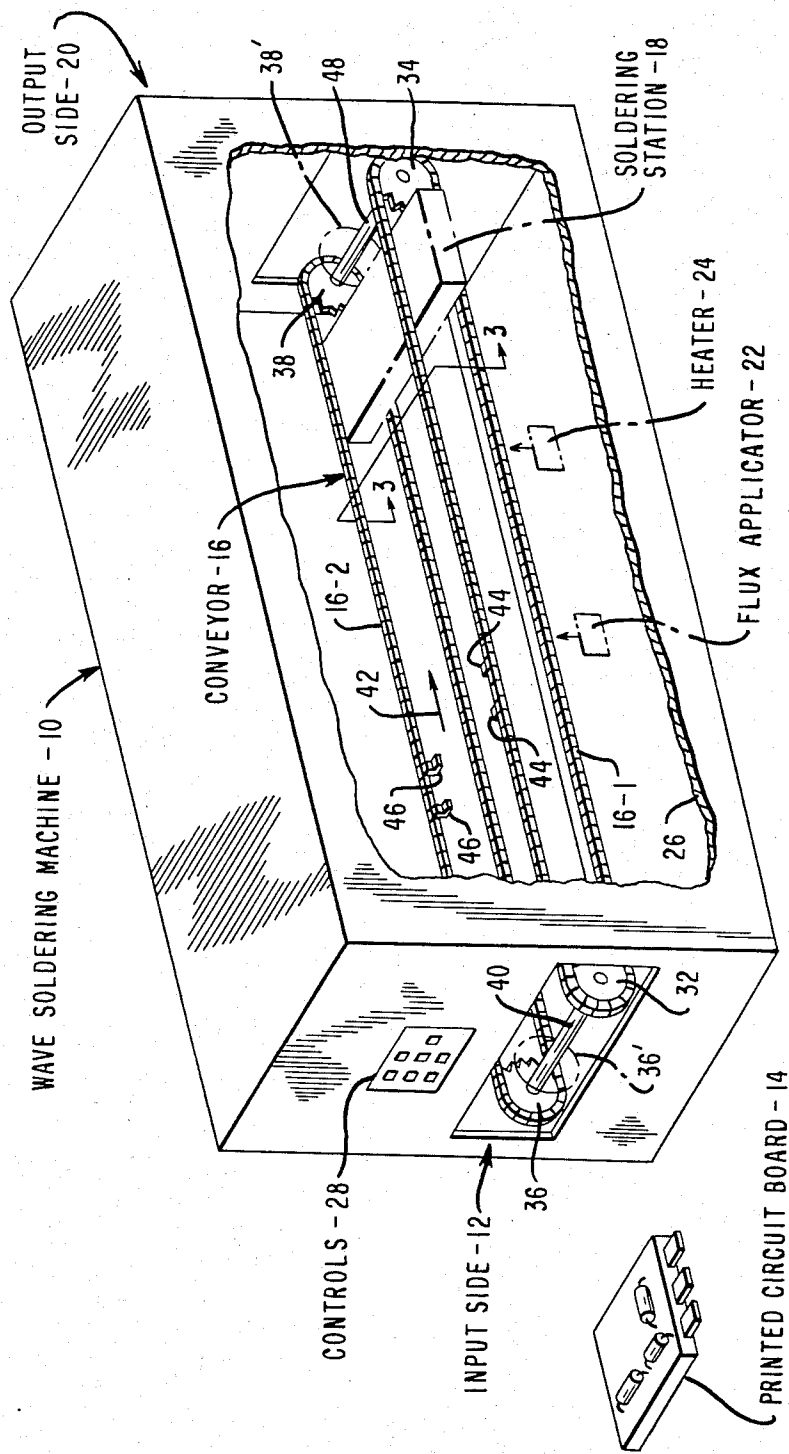 WAVE SOLDERING MACHINE -10
OUTPUT
SIDE-20
CONVEYOR-16
16-2
38
38'
48
34
SOLDERING
STATION-18
3
3
42
46
46
44
44
HEATER-24
FLUX APPLICATOR-22
16-1
26
CONTROLS-28
INPUT SIDE-12
36
40
36'
32
PRINTED CIRCUIT BOARD-14